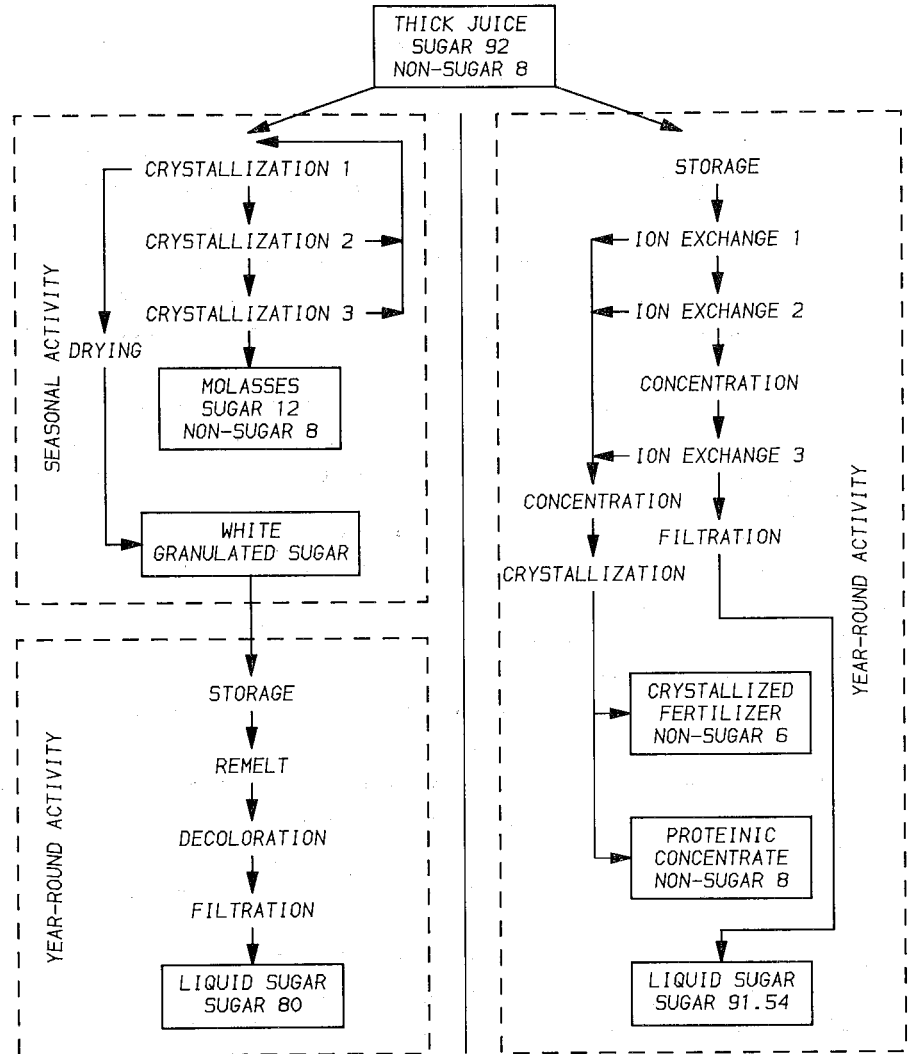 THICK JUICE
SUGAR 92
NON-SUGAR 8
SEASONAL ACTIVITY
CRYSTALLIZATION 1
CRYSTALLIZATION 2
CRYSTALLIZATION 3
DRYING
MOLASSES
SUGAR 12
NON-SUGAR 8
WHITE
GRANULATED SUGAR
YEAR-ROUND ACTIVITY
STORAGE
REMELT
DECOLORATION
FILTRATION
LIQUID SUGAR
SUGAR 80
STORAGE
ION EXCHANGE 1
ION EXCHANGE 2
CONCENTRATION
ION EXCHANGE 3
CONCENTRATION
FILTRATION
CRYSTALLIZATION
YEAR-ROUND ACTIVITY
CRYSTALLIZED
FERTILIZER
NON-SUGAR 6
PROTEINIC
CONCENTRATE
NON-SUGAR 8
LIQUID SUGAR
SUGAR 91.54